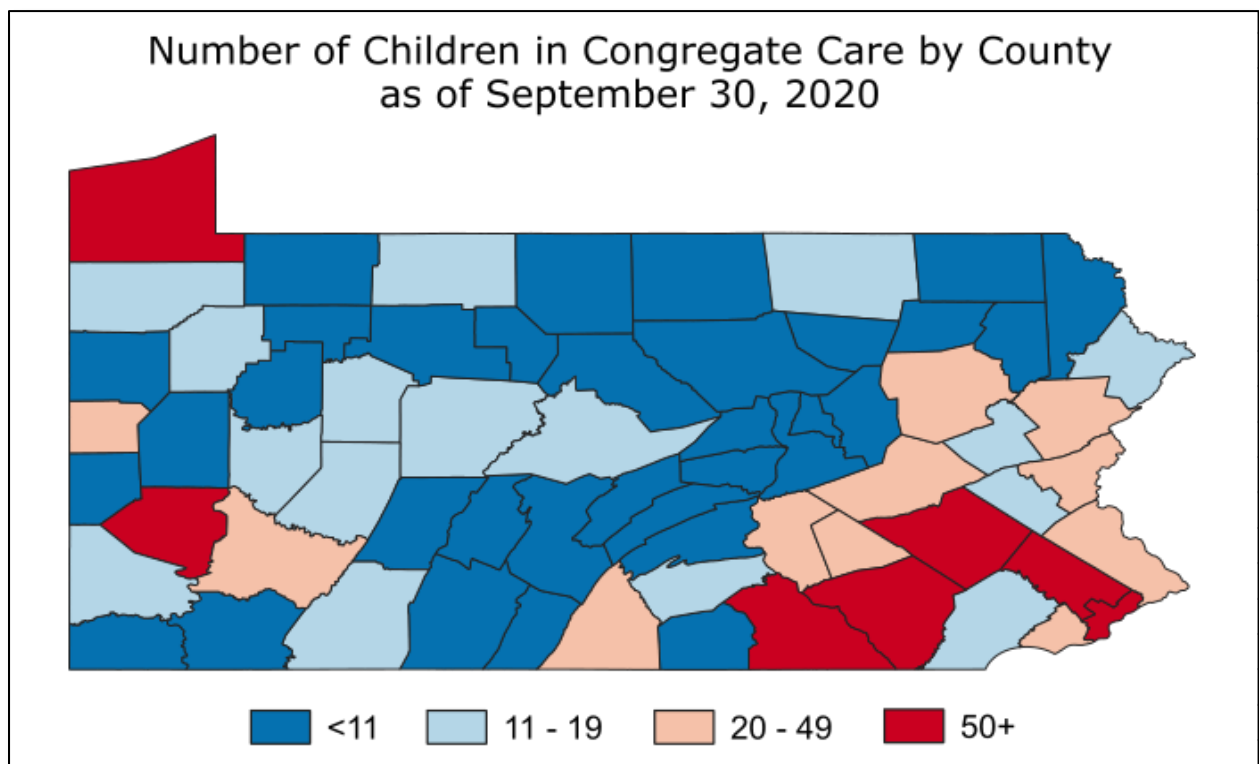 Number of Children in Congregate Care by County
as of September 30, 2020
<11 11 - 19 20 - 49 50+